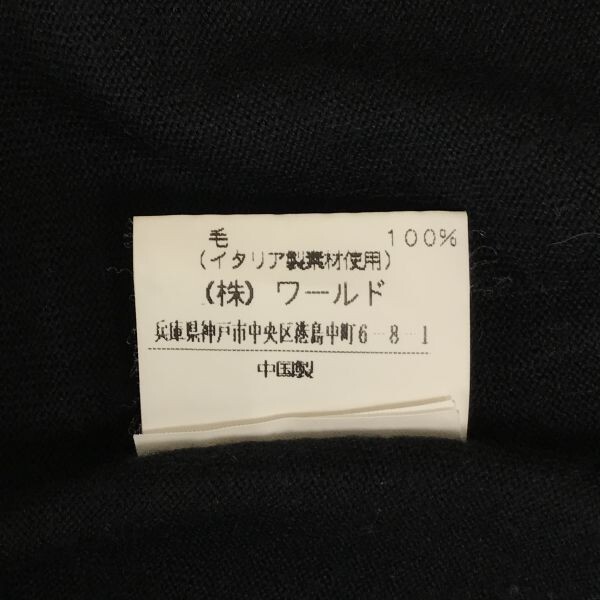 毛 100%
(イタリア製素材使用)
(株) ワールド
兵庫県神戸市中央区港島中町6-8-1
中国製